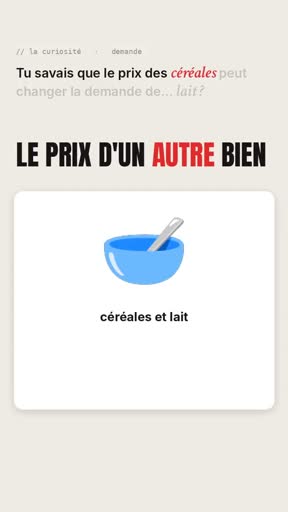 // la curiosité · demande
Tu savais que le prix des céréales peut
changer la demande de... lait?
LE PRIX D'UN AUTRE BIEN
céréales et lait